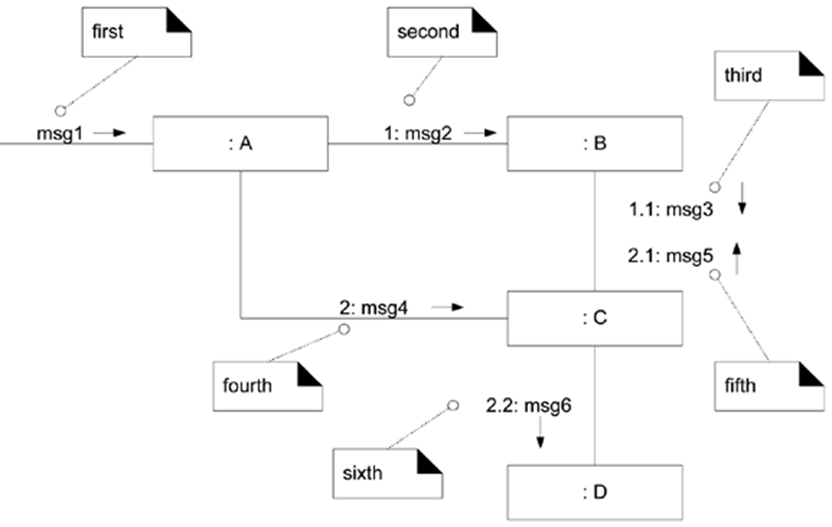 first
second
third
msg1
: A
1: msg2
: B
1.1: msg3
2.1: msg5
2: msg4
: C
fourth
fifth
2.2: msg6
sixth
: D